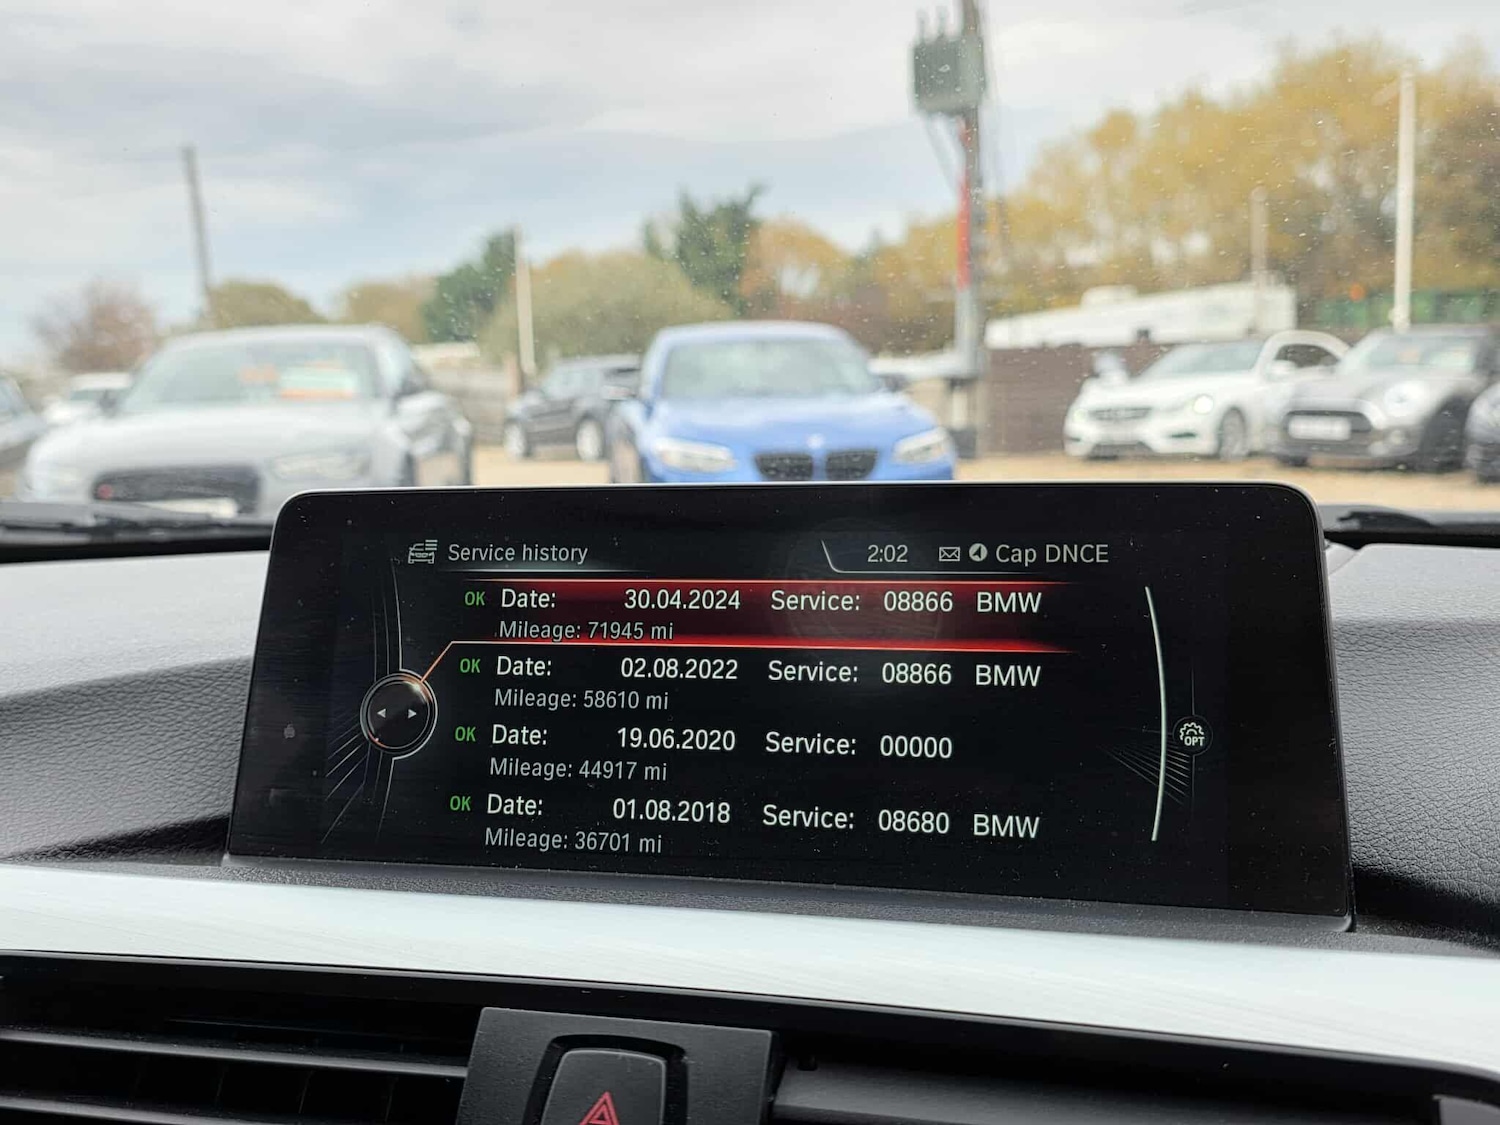 Service history
2:02 Cap DNCE
OK Date: 30.04.2024 Service: 08866 BMW
Mileage: 71945 mi
OK Date: 02.08.2022 Service: 08866 BMW
Mileage: 58610 mi
OK Date: 19.06.2020 Service: 00000
Mileage: 44917 mi
OK Date: 01.08.2018 Service: 08680 BMW
Mileage: 36701 mi
OPT